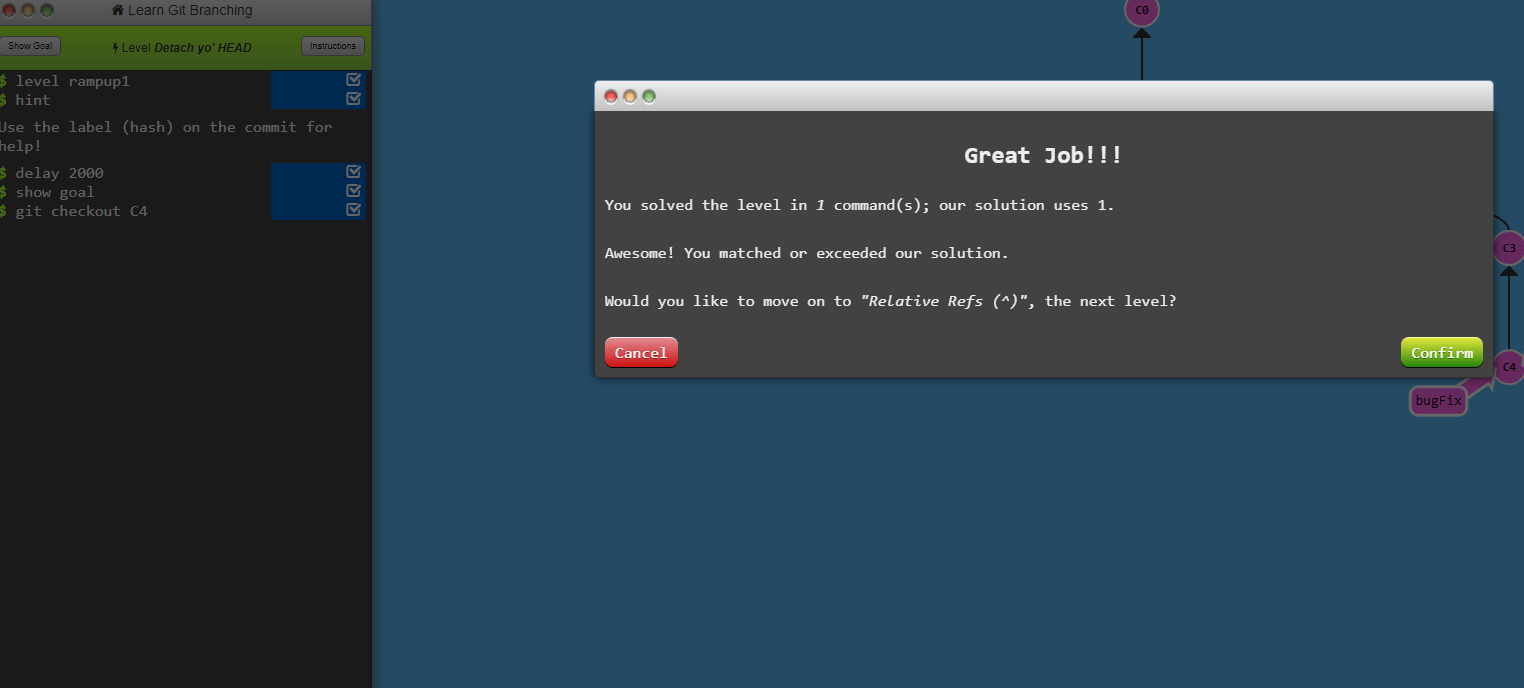 Learn Git Branching
Show Goal
Level Detach yo' HEAD
Instructions
$ level rampup1
$ hint
Use the label (hash) on the commit for
help!
$ delay 2000
$ show goal
$ git checkout C4
C0
Great Job!!!
You solved the level in 1 command(s); our solution uses 1.
Awesome! You matched or exceeded our solution.
Would you like to move on to "Relative Refs (^)", the next level?
Cancel
Confirm
C3
C4
bugFix